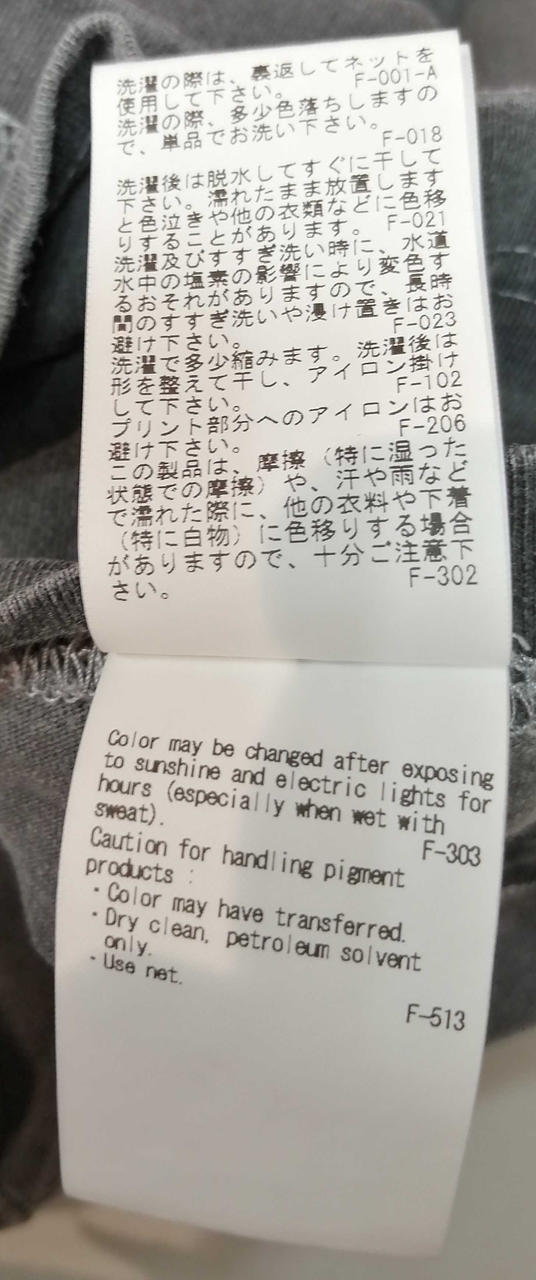 洗濯の際は、裏返してネットを
使用して下さい。 F-001-A
洗濯の際、多少色落ちしますの
で、単品でお洗い下さい。
F-018
洗濯後は脱水してすぐに干して
下さい。濡れたまま放置します
と色泣きや他の衣類などに色移
りすることがあります。 F-021
洗濯及びすすぎ洗い時に、水道
水中の塩素の影響により変色す
るおそれがありますので、長時
間のすすぎ洗いや浸け置きはお
避け下さい。 F-023
洗濯で多少縮みます。洗濯後は
形を整えて干し、アイロン掛け
して下さい。 F-102
プリント部分へのアイロンはお
避け下さい。 F-206
この製品は、摩擦（特に湿った
状態での摩擦）や、汗や雨など
で濡れた際に、他の衣料や下着
（特に白物）に色移りする場合
がありますので、十分ご注意下
さい。 F-302
Color may be changed after exposing
to sunshine and electric lights for
hours (especially when wet with
sweat). F-303
Caution for handling pigment
products :
・Color may have transferred.
・Dry clean, petroleum solvent
only.
・Use net.
F-513